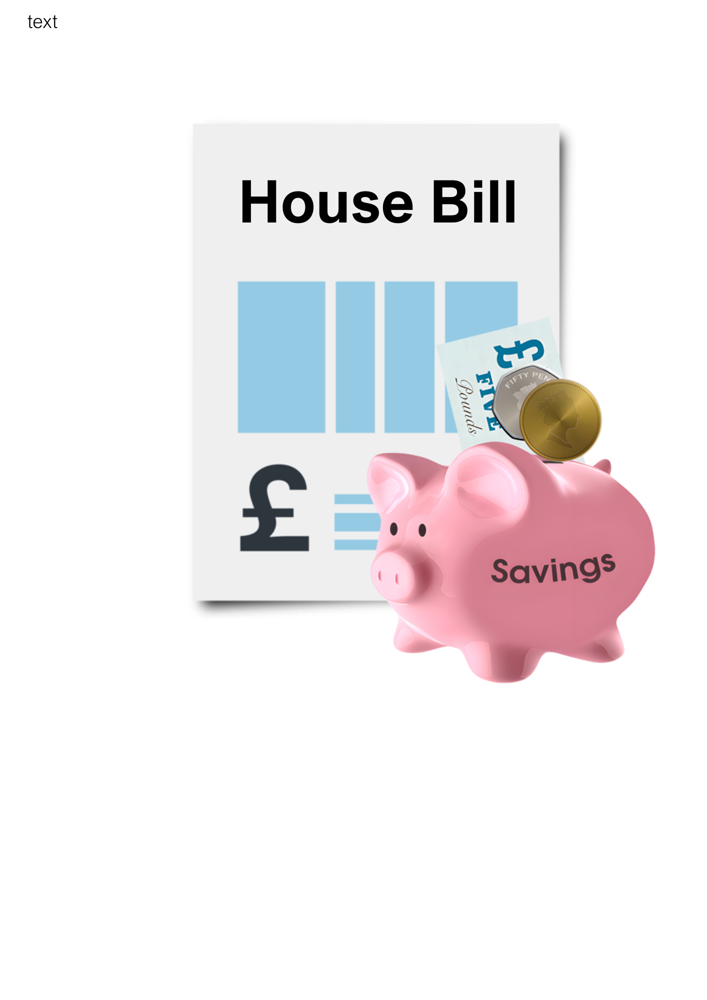 text
House Bill
£
FIVE
Pounds
FIFTY PEN
£
Savings